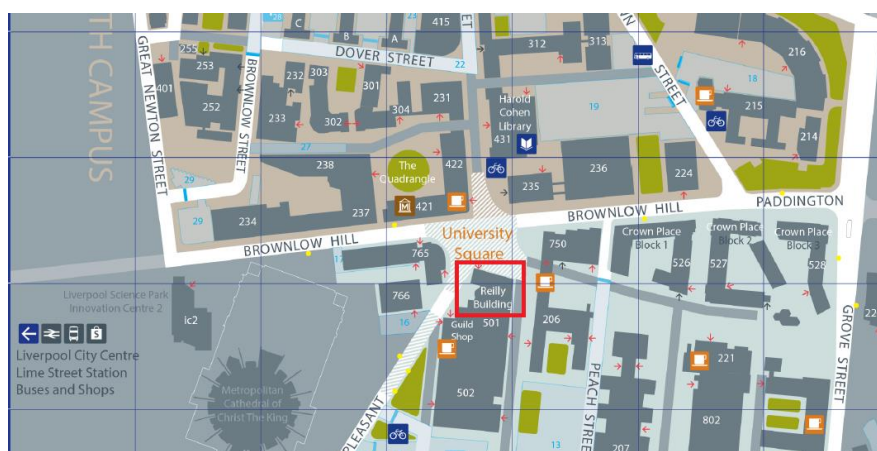 TH CAMPUS
GREAT NEWTON STREET
BROWNLOW STREET
DOVER STREET
C
B
A
28
23
415
22
312
313
STREET
216
18
215
214
255
253
401
252
232
303
301
233
302
304
231
Harold
Cohen
Library
431
19
27
238
The
Quadrangle
422
235
236
224
29
29
234
237
421
BROWNLOW HILL
PADDINGTON
BROWNLOW HILL
University
Square
765
750
Crown Place
Block 1
Crown Place
Block 2
Crown Place
Block 3
526
527
528
Liverpool Science Park
Innovation Centre 2
ic2
766
16
Reilly
Building
501
206
Guild
Shop
Liverpool City Centre
Lime Street Station
Buses and Shops
Metropolitan
Cathedral of
Christ The King
PLEASANT
502
PEACH STREET
221
802
GROVE STREET
13
207